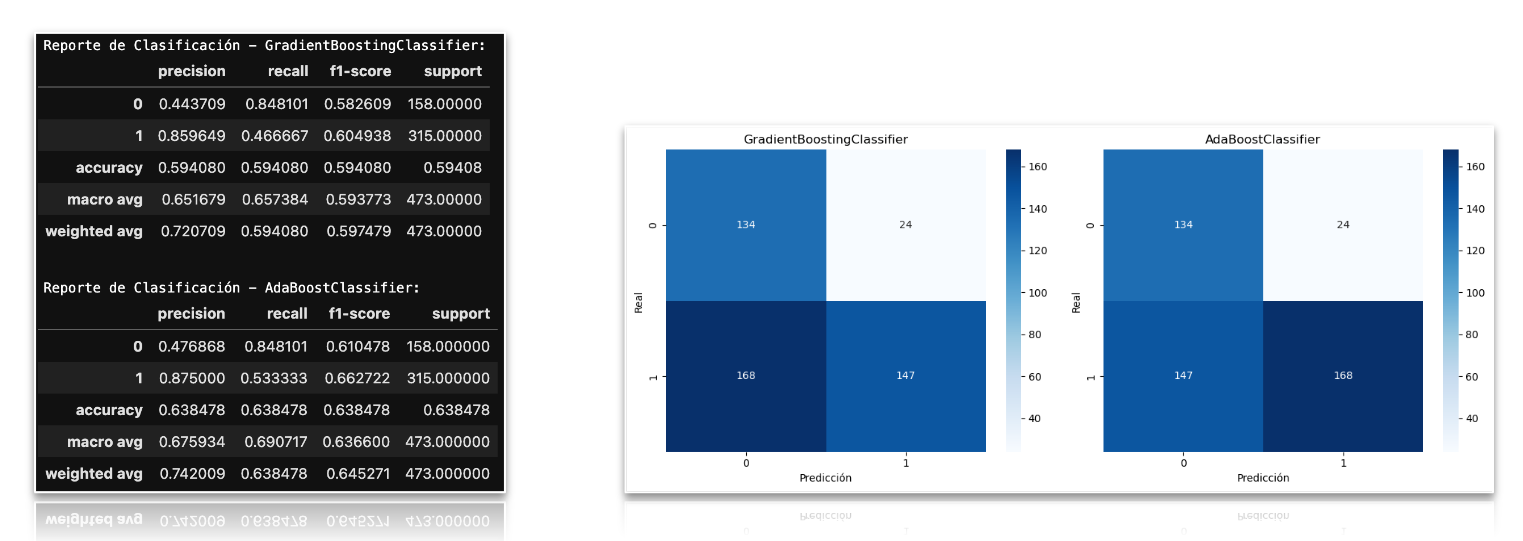 Reporte de Clasificación – GradientBoostingClassifier:
precision recall f1-score support
0 0.443709 0.848101 0.582609 158.00000
1 0.859649 0.466667 0.604938 315.00000
accuracy 0.594080 0.594080 0.594080 0.59408
macro avg 0.651679 0.657384 0.593773 473.00000
weighted avg 0.720709 0.594080 0.597479 473.00000
Reporte de Clasificación – AdaBoostClassifier:
precision recall f1-score support
0 0.476868 0.848101 0.610478 158.000000
1 0.875000 0.533333 0.662722 315.000000
accuracy 0.638478 0.638478 0.638478 0.638478
macro avg 0.675934 0.690717 0.636600 473.000000
weighted avg 0.742009 0.638478 0.645271 473.000000
GradientBoostingClassifier
Real
0
1
134 24
168 147
0 1
Predicción
160
140
120
100
80
60
40
AdaBoostClassifier
Real
0
1
134 24
147 168
0 1
Predicción
160
140
120
100
80
60
40